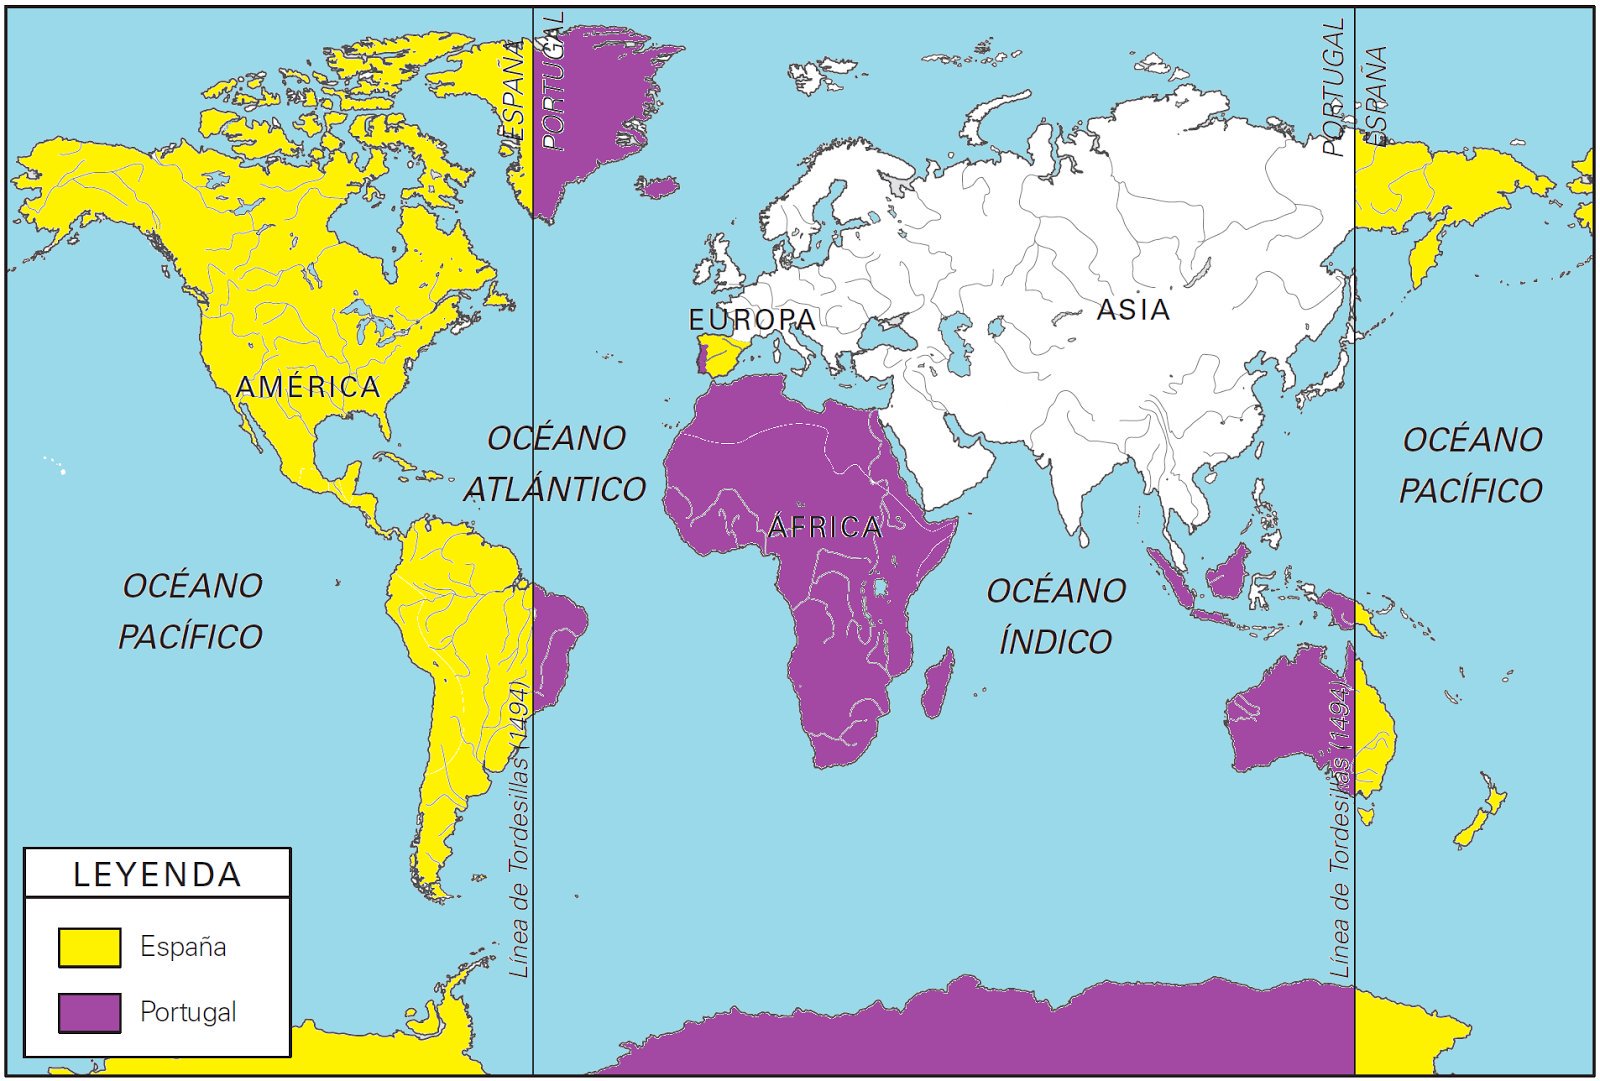 ESPAÑA
PORTUGAL
PORTUGAL
ESPAÑA
EUROPA
ASIA
AMÉRICA
OCÉANO
ATLÁNTICO
OCÉANO
PACÍFICO
ÁFRICA
OCÉANO
PACÍFICO
OCÉANO
ÍNDICO
Línea de Tordesillas (1494)
Línea de Tordesillas (1494)
LEYENDA
España
Portugal